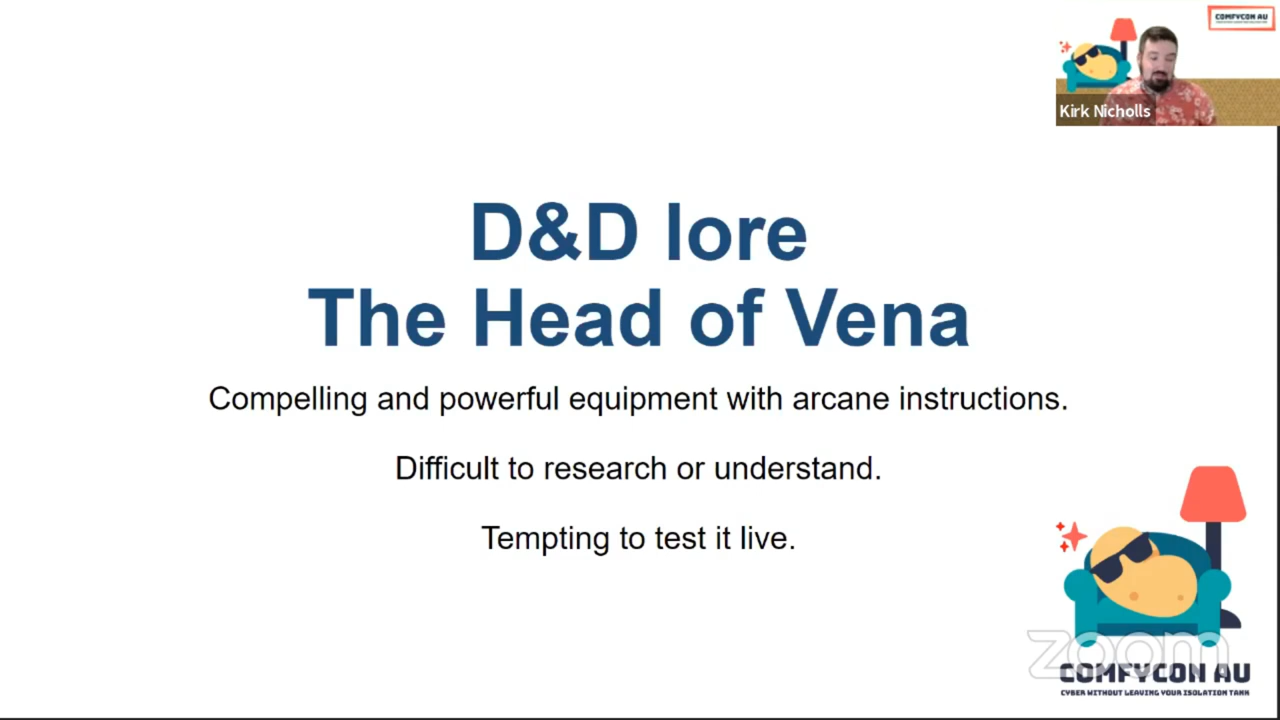 COMFYCON AU
Kirk Nicholls
D&D lore
The Head of Vena
Compelling and powerful equipment with arcane instructions.
Difficult to research or understand.
Tempting to test it live.
zoom
COMFYCON AU
CYBER WITHOUT LEAVING YOUR ISOLATION TANK